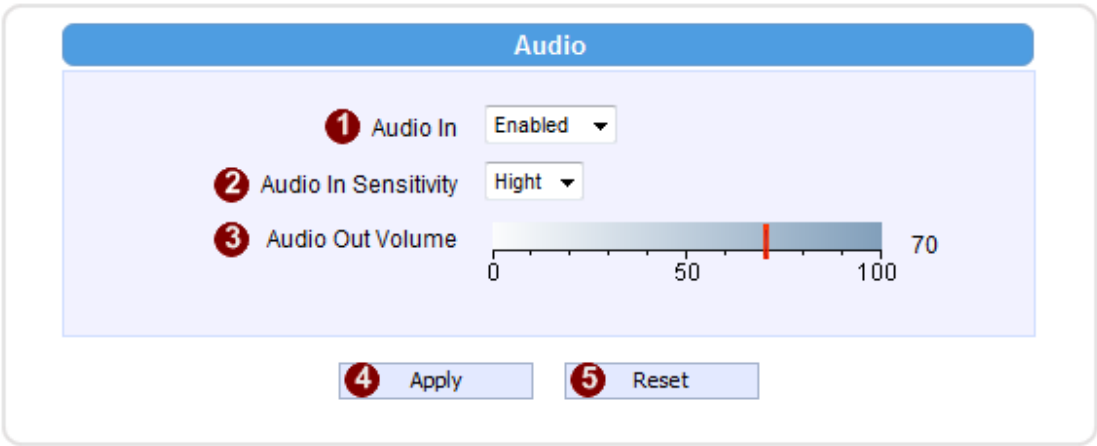 Audio
1 Audio In Enabled
2 Audio In Sensitivity Hight
3 Audio Out Volume 70
0 50 100
4 Apply 5 Reset